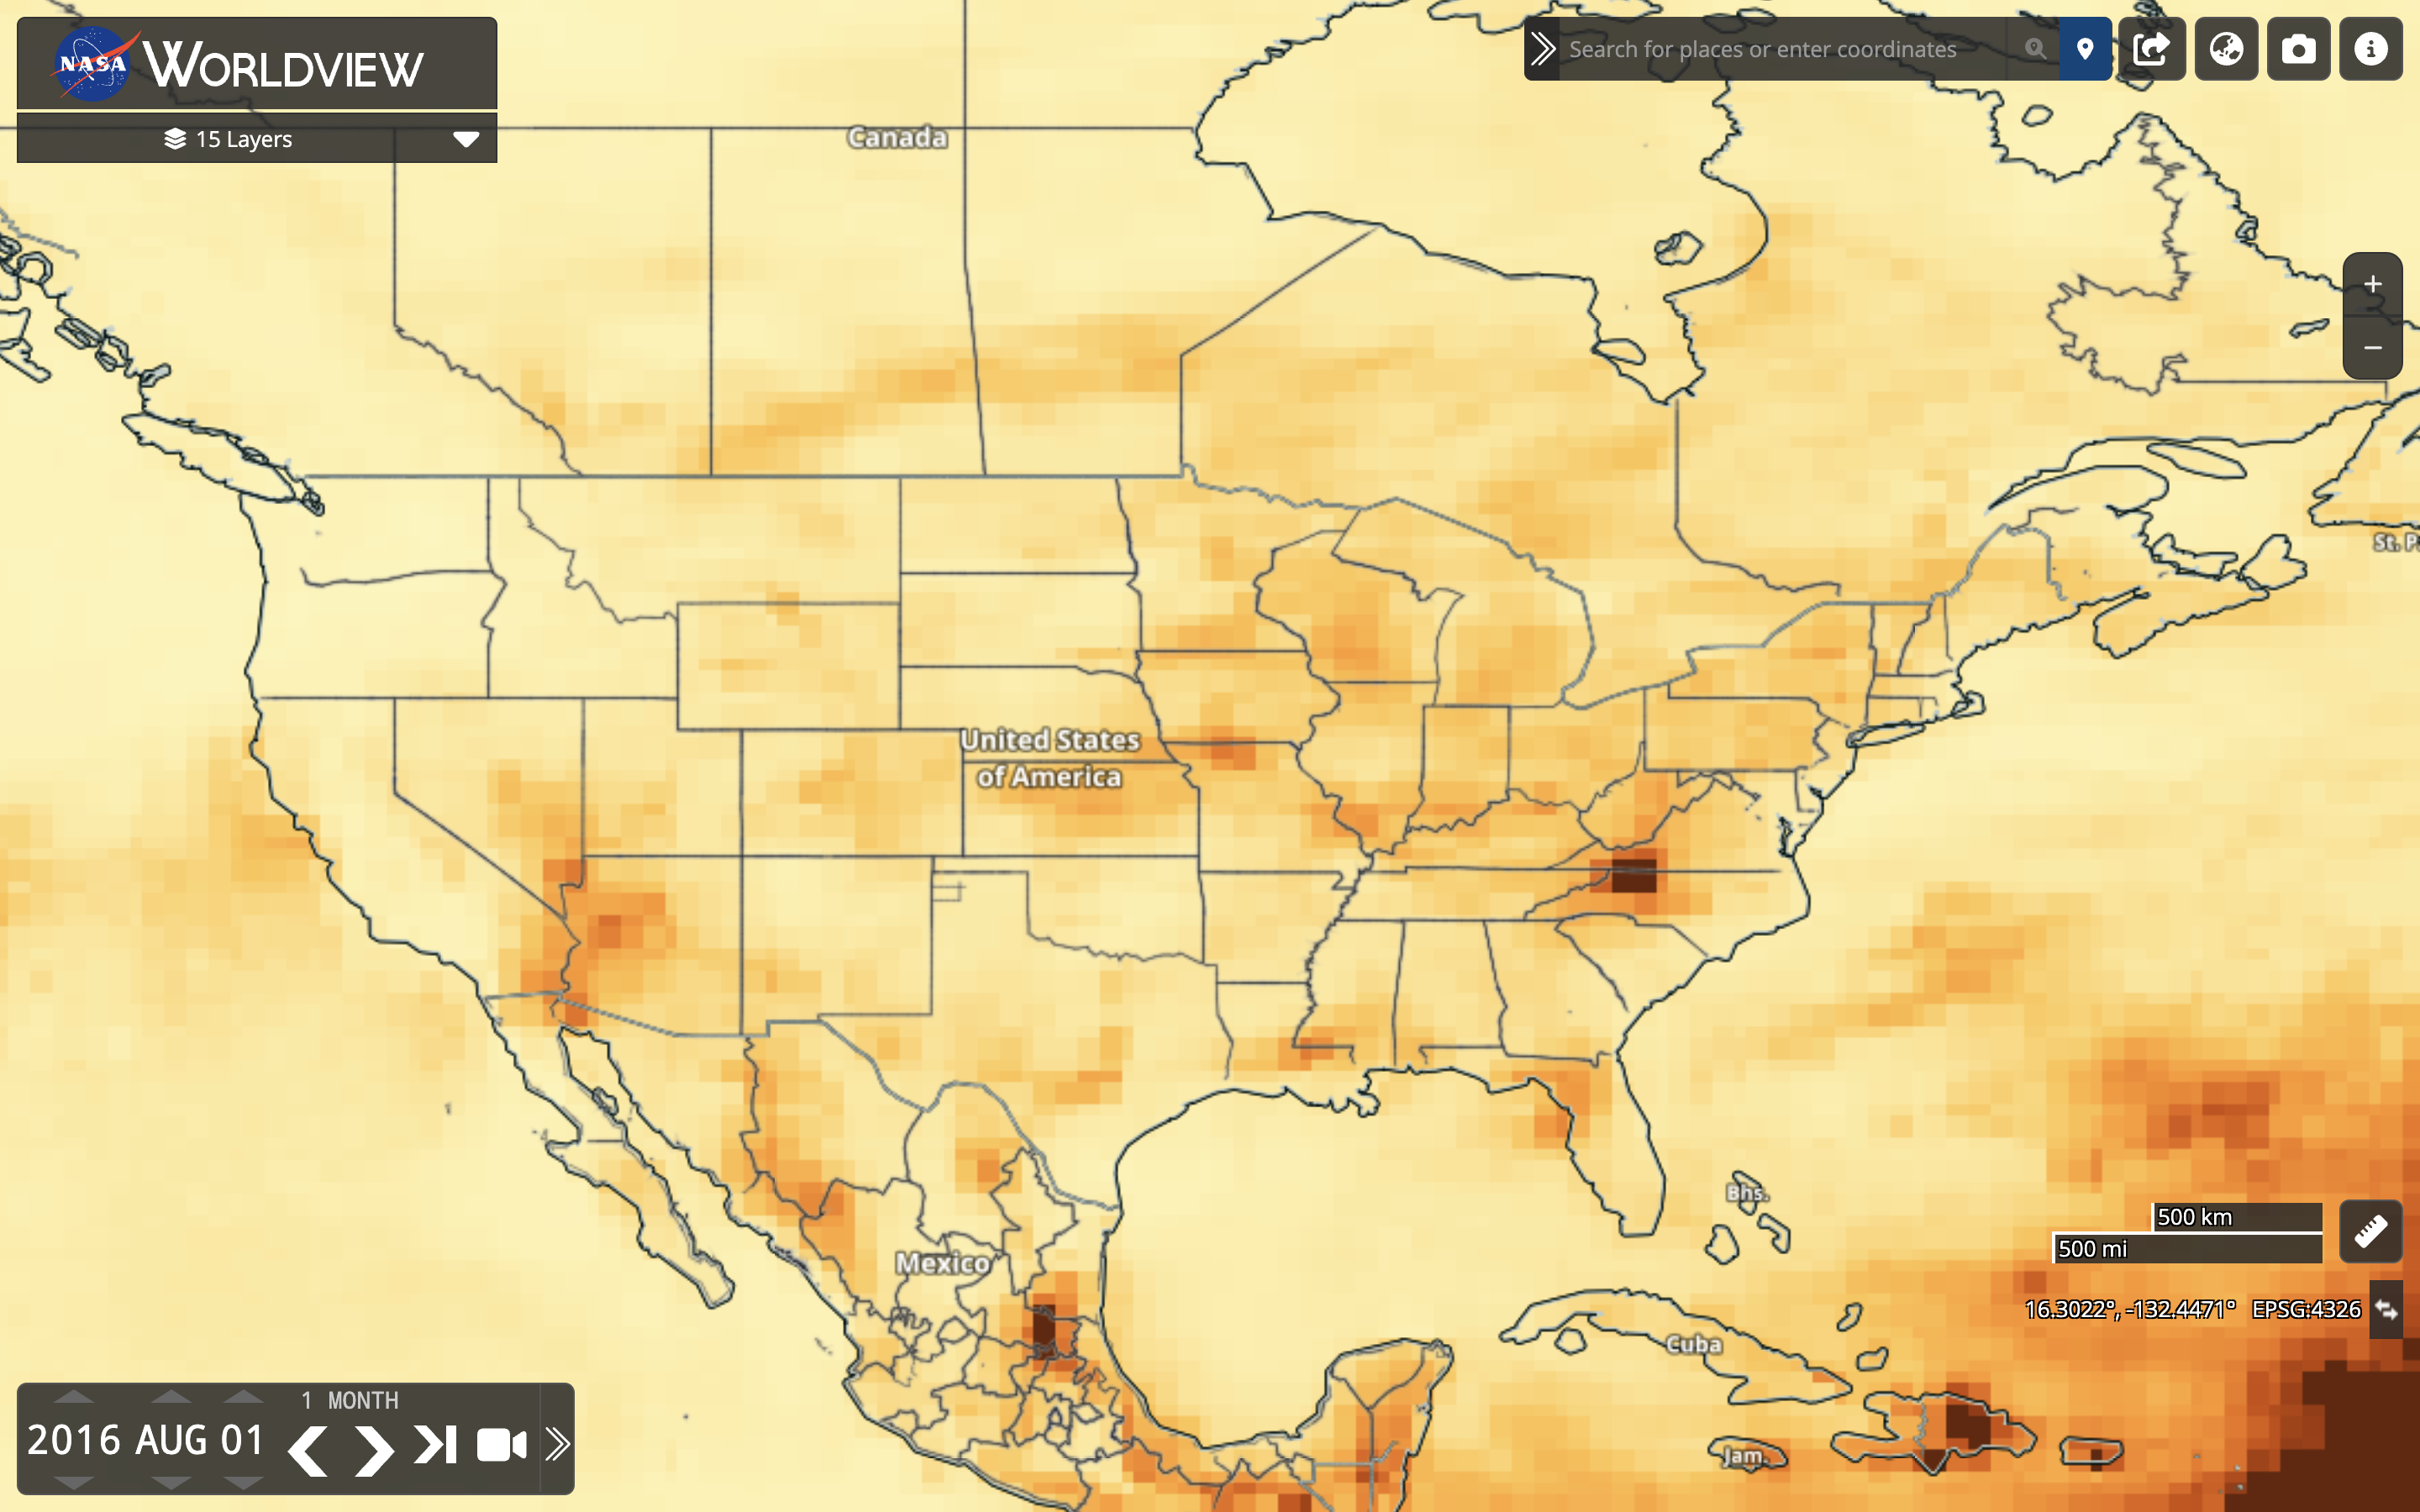 NASA WORLDVIEW
15 Layers
Search for places or enter coordinates
Canada
St. P
United States
of America
Bhs.
500 km
500 mi
Mexico
16.3022°, -132.4471° EPSG:4326
Cuba
Jam.
1 MONTH
2016 AUG 01